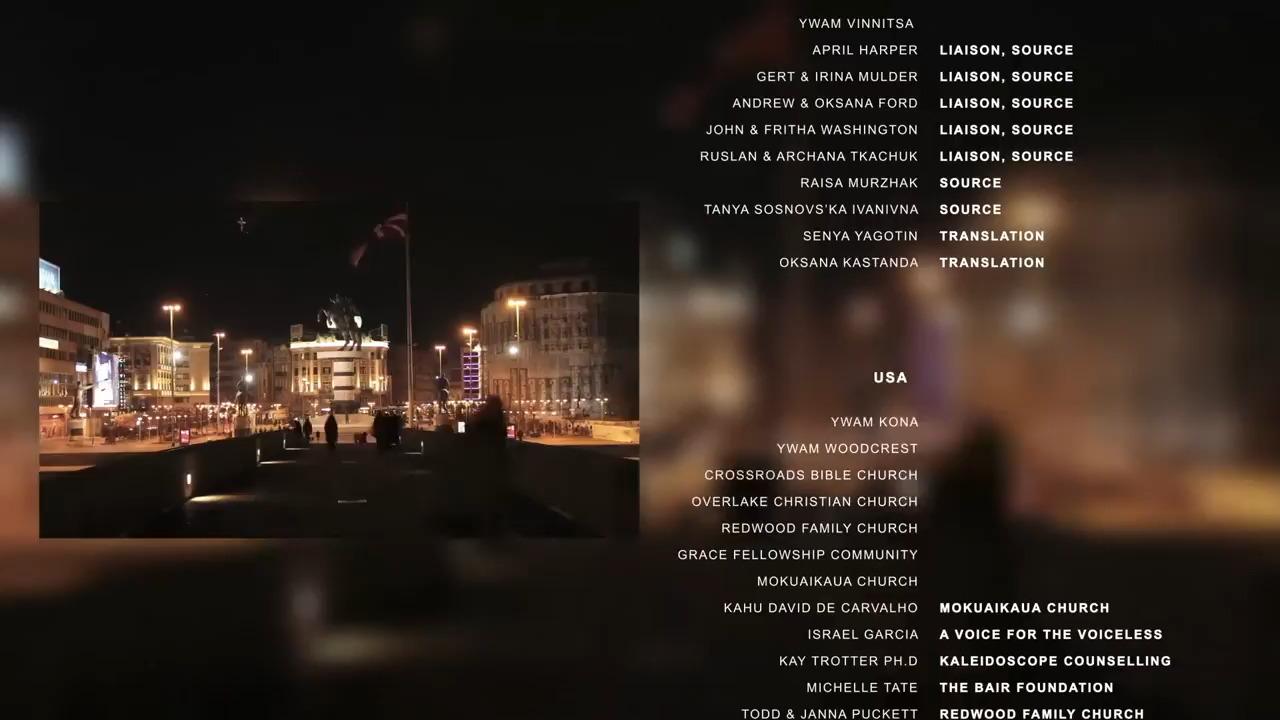 YWAM VINNITSA
APRIL HARPER LIAISON, SOURCE
GERT & IRINA MULDER LIAISON, SOURCE
ANDREW & OKSANA FORD LIAISON, SOURCE
JOHN & FRITHA WASHINGTON LIAISON, SOURCE
RUSLAN & ARCHANA TKACHUK LIAISON, SOURCE
RAISA MURZHAK SOURCE
TANYA SOSNOVS'KA IVANIVNA SOURCE
SENYA YAGOTIN TRANSLATION
OKSANA KASTANDA TRANSLATION
USA
YWAM KONA
YWAM WOODCREST
CROSSROADS BIBLE CHURCH
OVERLAKE CHRISTIAN CHURCH
REDWOOD FAMILY CHURCH
GRACE FELLOWSHIP COMMUNITY
MOKUAIKAUA CHURCH
KAHU DAVID DE CARVALHO MOKUAIKAUA CHURCH
ISRAEL GARCIA A VOICE FOR THE VOICELESS
KAY TROTTER PH.D KALEIDOSCOPE COUNSELLING
MICHELLE TATE THE BAIR FOUNDATION
TODD & JANNA PUCKETT REDWOOD FAMILY CHURCH